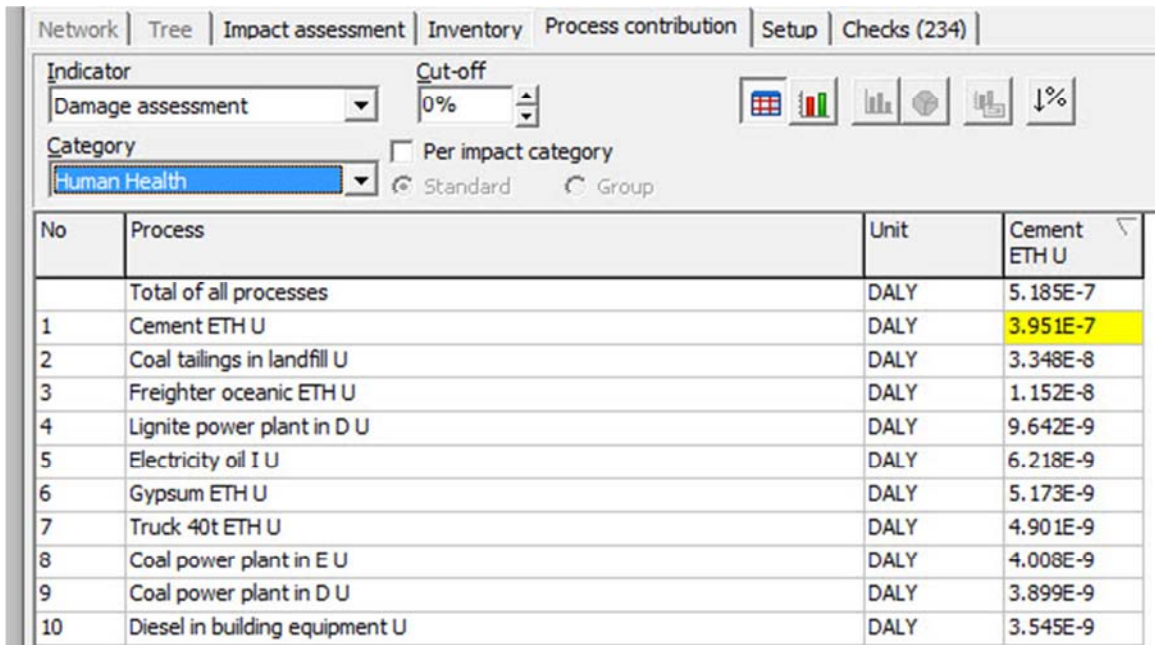 Network Tree Impact assessment Inventory Process contribution Setup Checks (234)
Indicator Cut-off
Damage assessment 0% ↓%
Category Per impact category
Human Health Standard Group
No Process Unit Cement ETH U
Total of all processes DALY 5.185E-7
1 Cement ETH U DALY 3.951E-7
2 Coal tailings in landfill U DALY 3.348E-8
3 Freighter oceanic ETH U DALY 1.152E-8
4 Lignite power plant in D U DALY 9.642E-9
5 Electricity oil I U DALY 6.218E-9
6 Gypsum ETH U DALY 5.173E-9
7 Truck 40t ETH U DALY 4.901E-9
8 Coal power plant in E U DALY 4.008E-9
9 Coal power plant in D U DALY 3.899E-9
10 Diesel in building equipment U DALY 3.545E-9